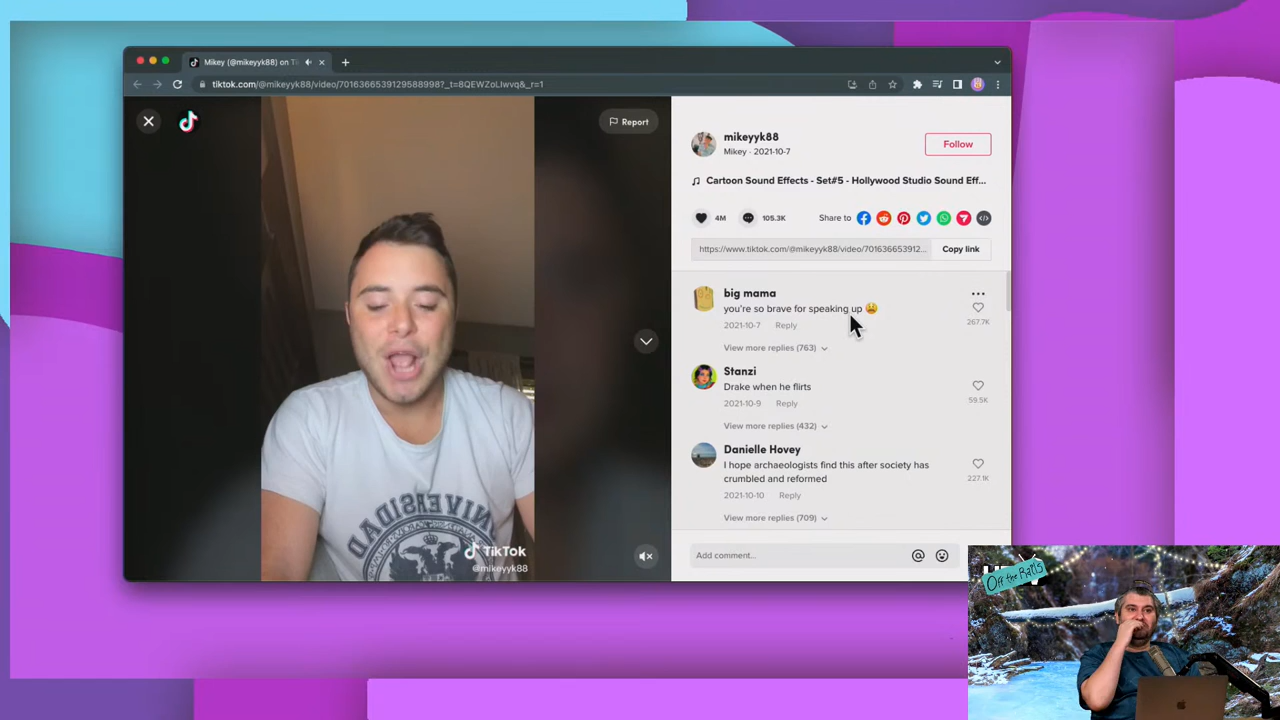 Mikey (@mikeyyk88) on Ti
tiktok.com/@mikeyyk88/video/7016366539129588998?_t=8QEWZoLIwvq&_r=1
Report
mikeyyk88
Mikey · 2021-10-7
Follow
Cartoon Sound Effects - Set#5 - Hollywood Studio Sound Eff...
4M
105.3K
Share to
https://www.tiktok.com/@mikeyyk88/video/701636653912...
Copy link
big mama
you're so brave for speaking up 😫
2021-10-7 Reply
267.7K
View more replies (763)
Stanzi
Drake when he flirts
2021-10-9 Reply
59.5K
View more replies (432)
Danielle Hovey
I hope archaeologists find this after society has
crumbled and reformed
2021-10-10 Reply
227.1K
View more replies (709)
Add comment...
UNIVERSIDAD
TikTok
@mikeyyk88
Off the Rails